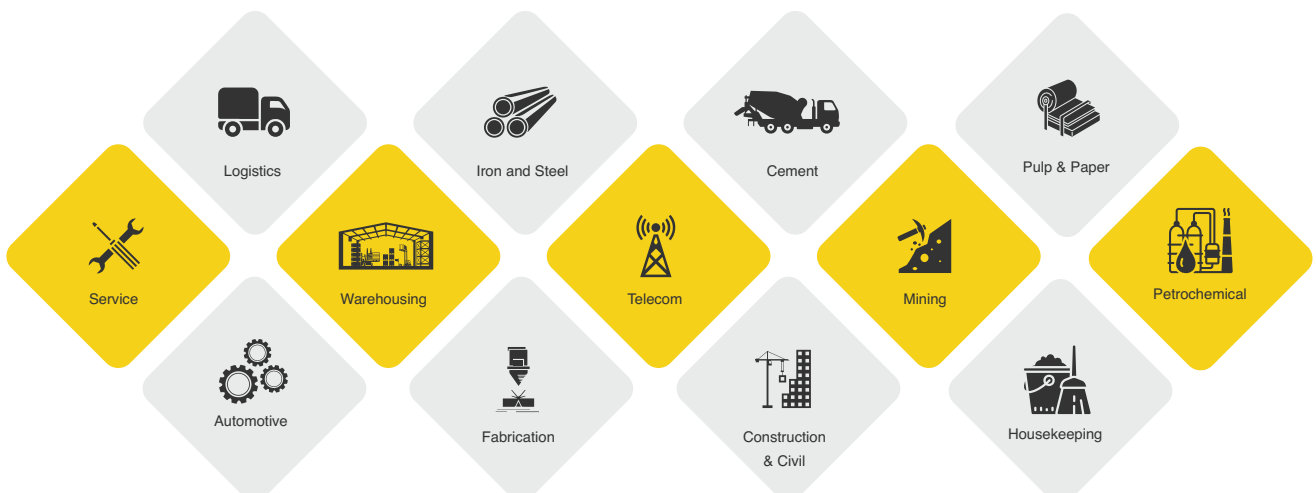 Logistics
Iron and Steel
Cement
Pulp & Paper
Service
Warehousing
Telecom
Mining
Petrochemical
Automotive
Fabrication
Construction
& Civil
Housekeeping